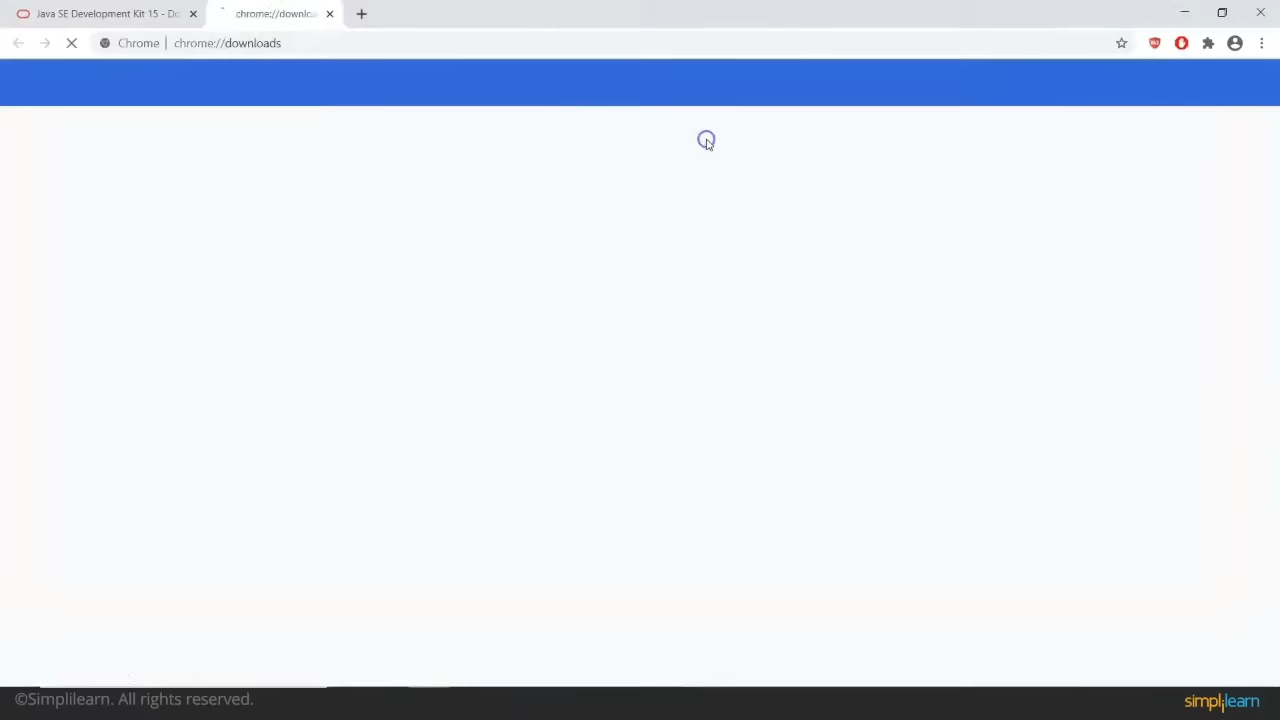 Java SE Development Kit 15 - Do
chrome://downloa
Chrome | chrome://downloads
©Simplilearn. All rights reserved.
simplilearn